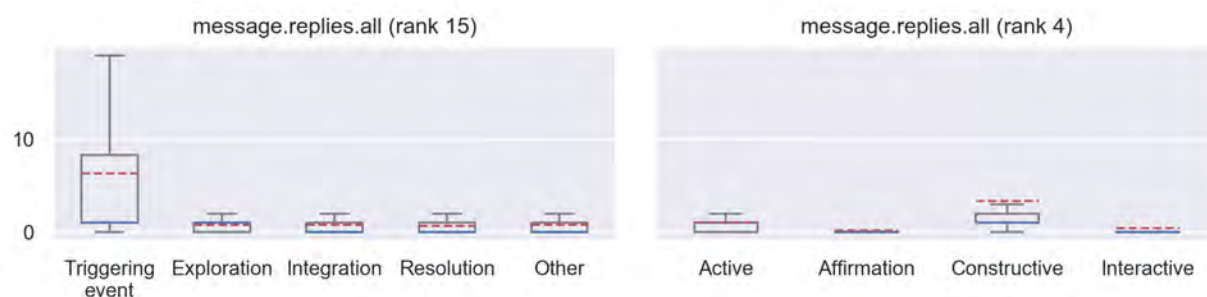 message.replies.all (rank 15)
message.replies.all (rank 4)
10
0
Triggering
event
Exploration
Integration
Resolution
Other
Active
Affirmation
Constructive
Interactive